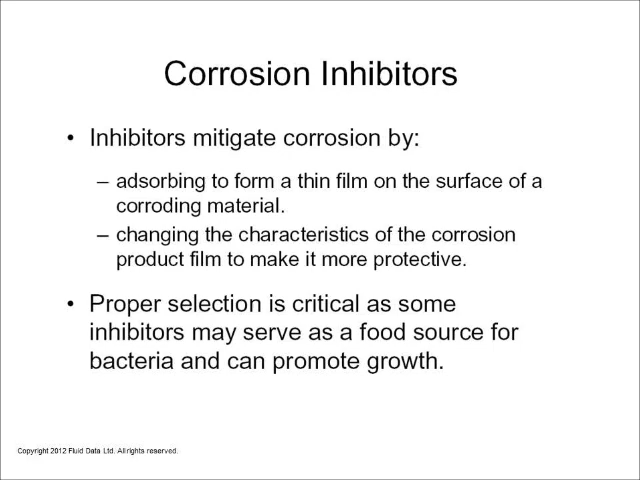 Corrosion Inhibitors
• Inhibitors mitigate corrosion by:
– adsorbing to form a thin film on the surface of a
corroding material.
– changing the characteristics of the corrosion
product film to make it more protective.
• Proper selection is critical as some
inhibitors may serve as a food source for
bacteria and can promote growth.
Copyright 2012 Fluid Data Ltd. All rights reserved.